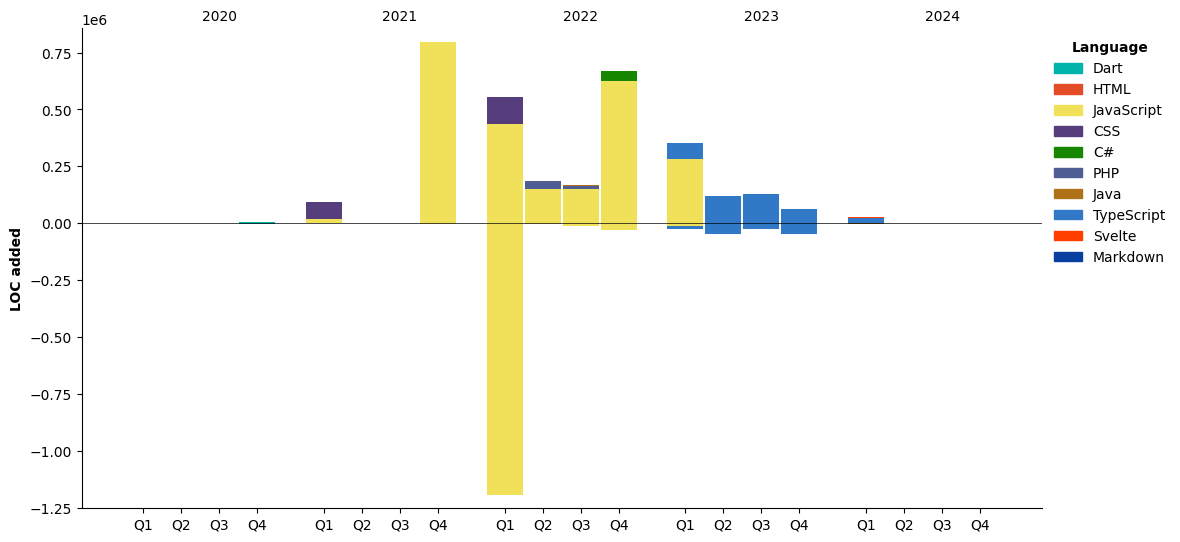 1e6
2020 2021 2022 2023 2024
0.75
0.50
0.25
0.00
−0.25
−0.50
−0.75
−1.00
−1.25
LOC added
Q1 Q2 Q3 Q4 Q1 Q2 Q3 Q4 Q1 Q2 Q3 Q4 Q1 Q2 Q3 Q4 Q1 Q2 Q3 Q4
Language
Dart
HTML
JavaScript
CSS
C#
PHP
Java
TypeScript
Svelte
Markdown